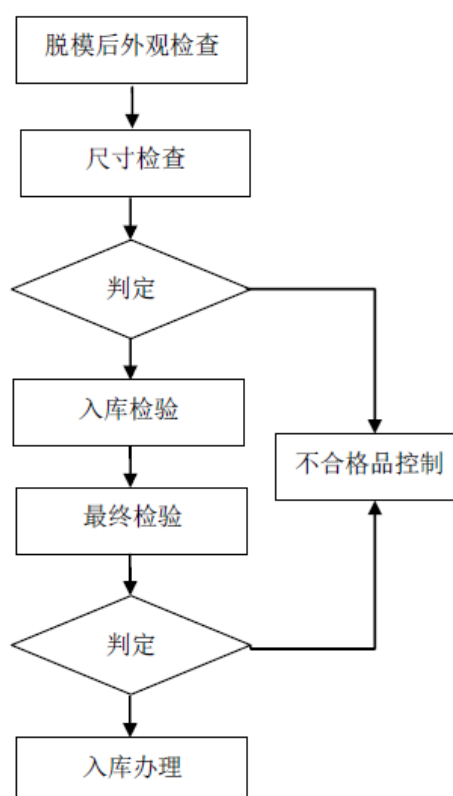 脱模后外观检查
尺寸检查
判定
入库检验
不合格品控制
最终检验
判定
入库办理